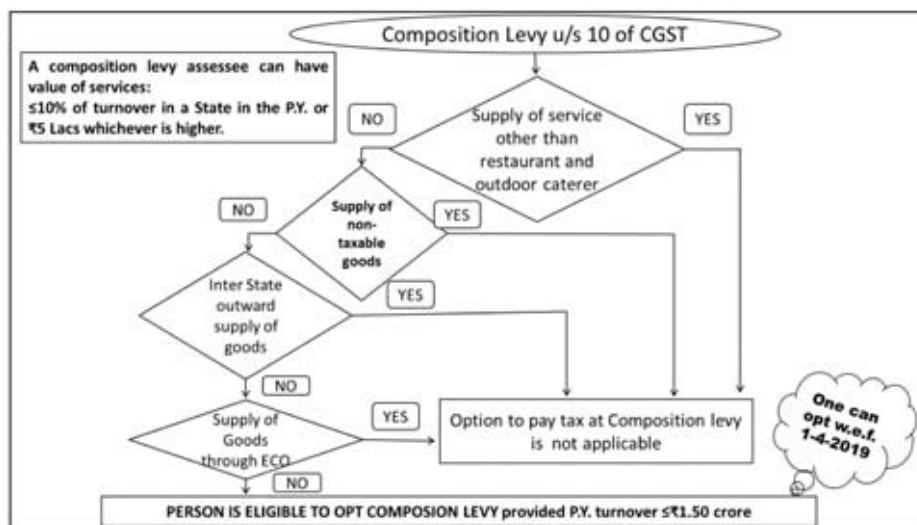 Composition Levy u/s 10 of CGST
A composition levy assessee can have
value of services:
≤10% of turnover in a State in the P.Y. or
₹5 Lacs whichever is higher.
NO
YES
Supply of service
other than
restaurant and
outdoor caterer
NO
YES
Supply of
non-
taxable
goods
Inter State
outward
supply of
goods
YES
NO
Supply of
Goods
through ECO
YES
Option to pay tax at Composition levy
is not applicable
One can
opt w.e.f.
1-4-2019
NO
PERSON IS ELIGIBLE TO OPT COMPOSION LEVY provided P.Y. turnover ≤₹1.50 crore